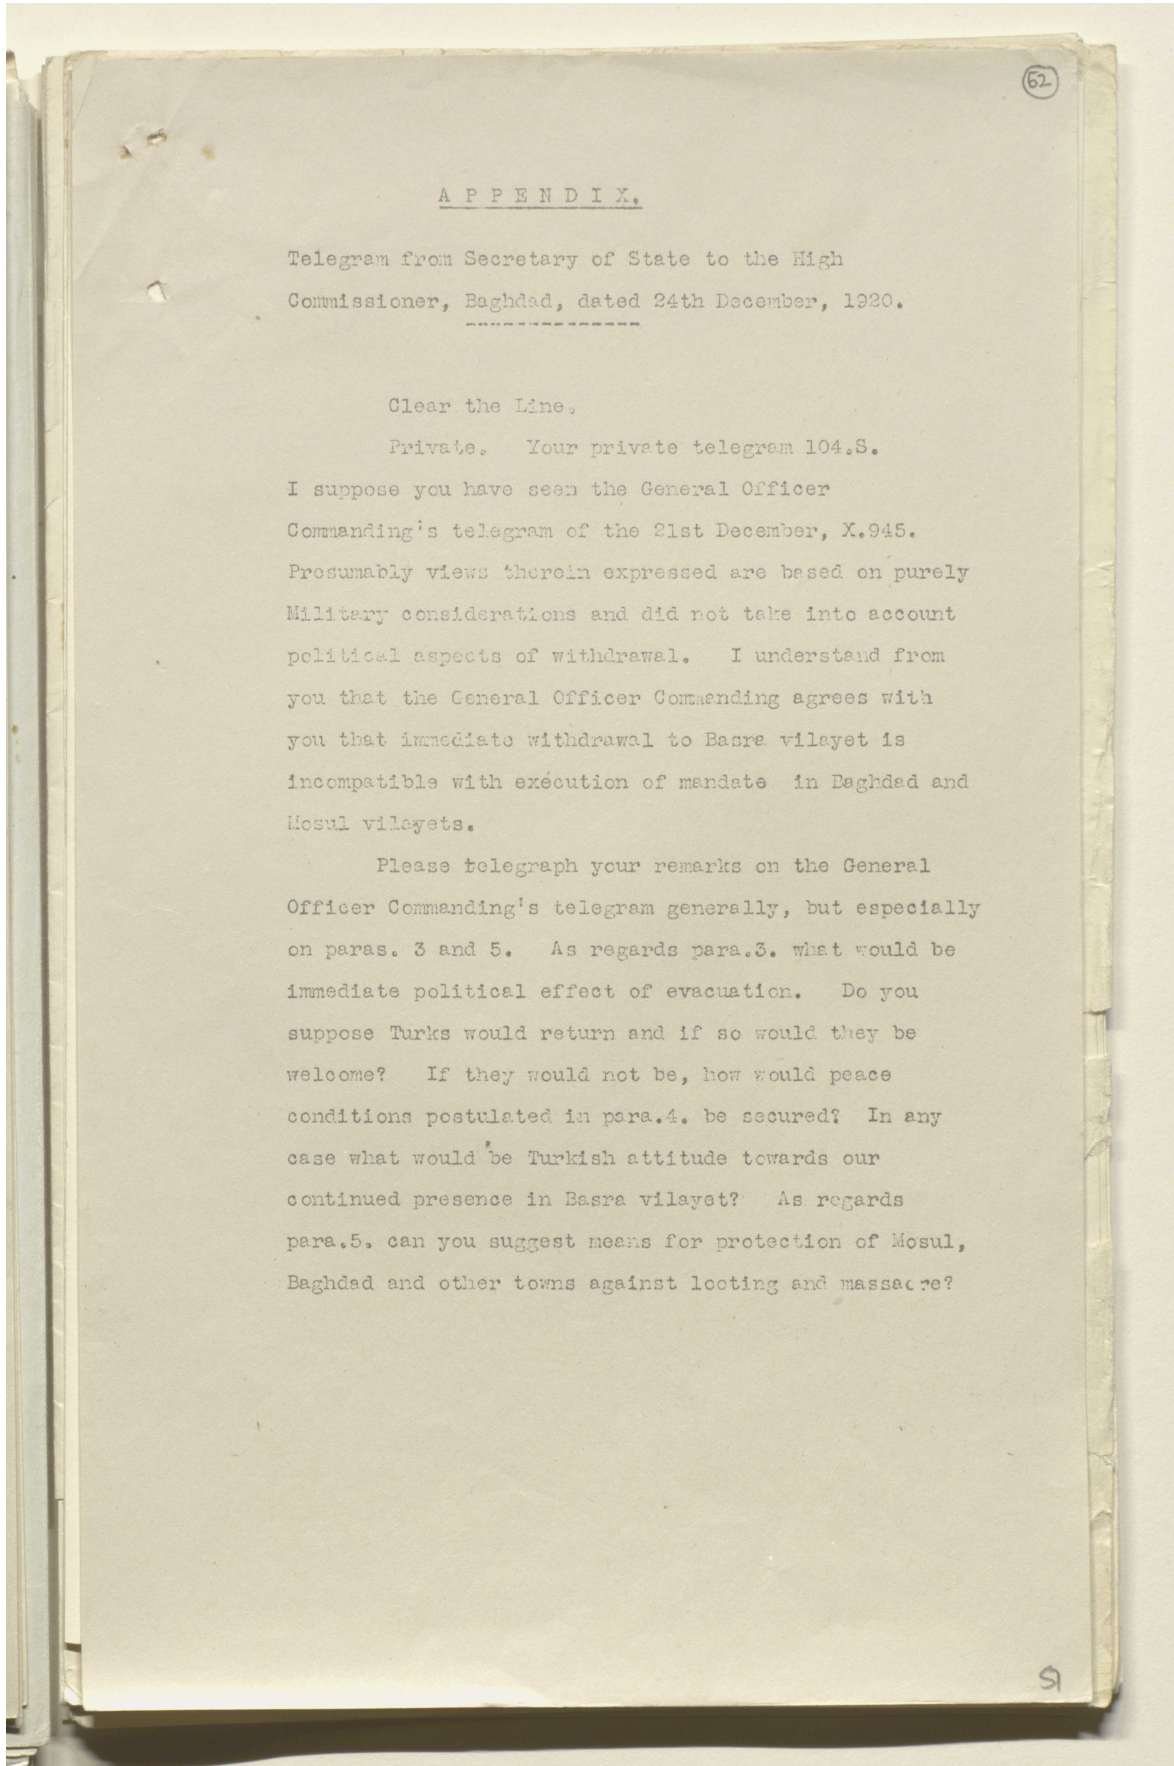 52
A P P E N D I X.
Telegram from Secretary of State to the High
Commissioner, Baghdad, dated 24th December, 1920.
Clear the Line.
Private. Your private telegram 104.S.
I suppose you have seen the General Officer
Commanding's telegram of the 21st December, X.945.
Presumably views therein expressed are based on purely
Military considerations and did not take into account
political aspects of withdrawal. I understand from
you that the General Officer Commanding agrees with
you that immediate withdrawal to Basra vilayet is
incompatible with execution of mandate in Baghdad and
Mosul vilayets.
Please telegraph your remarks on the General
Officer Commanding's telegram generally, but especially
on paras. 3 and 5. As regards para.3. what would be
immediate political effect of evacuation. Do you
suppose Turks would return and if so would they be
welcome? If they would not be, how would peace
conditions postulated in para.4. be secured? In any
case what would be Turkish attitude towards our
continued presence in Basra vilayet? As regards
para.5. can you suggest means for protection of Mosul,
Baghdad and other towns against looting and massacre?
51